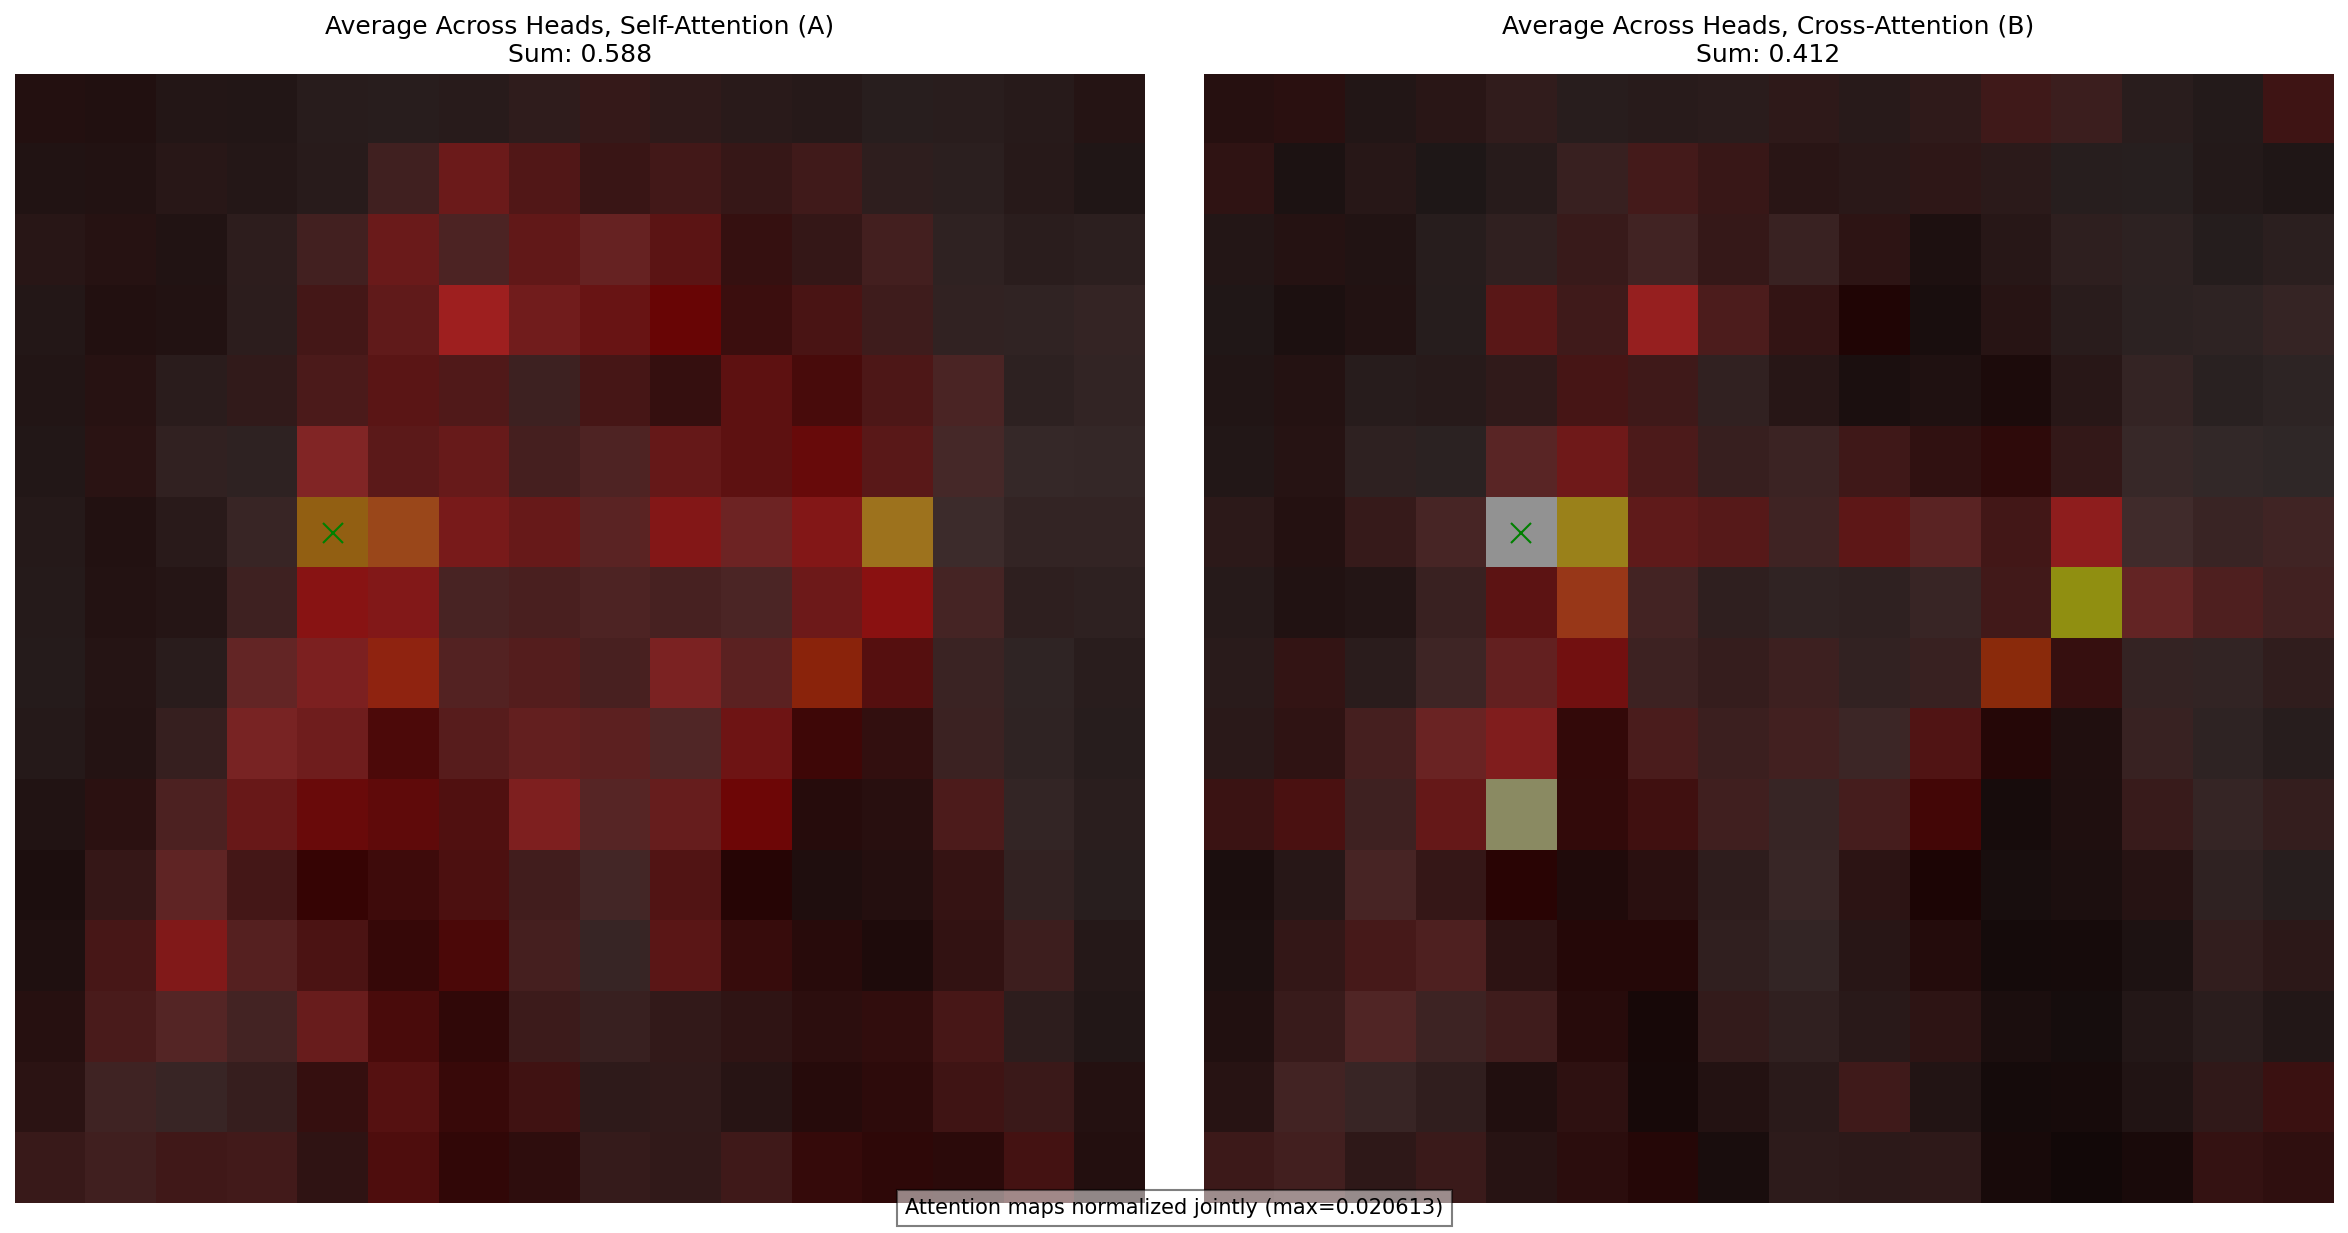 Average Across Heads, Self-Attention (A)
Sum: 0.588
Average Across Heads, Cross-Attention (B)
Sum: 0.412
Attention maps normalized jointly (max=0.020613)